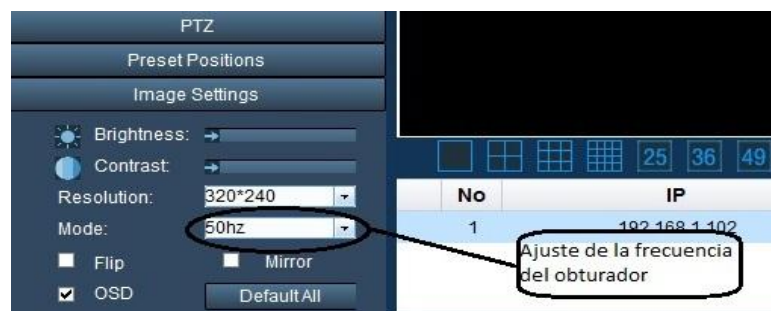 PTZ
Preset Positions
Image Settings
Brightness:
Contrast:
Resolution: 320*240
Mode: 50hz
Flip Mirror
OSD Default All
25 36 49
No IP
1 192.168.1.102
Ajuste de la frecuencia
del obturador